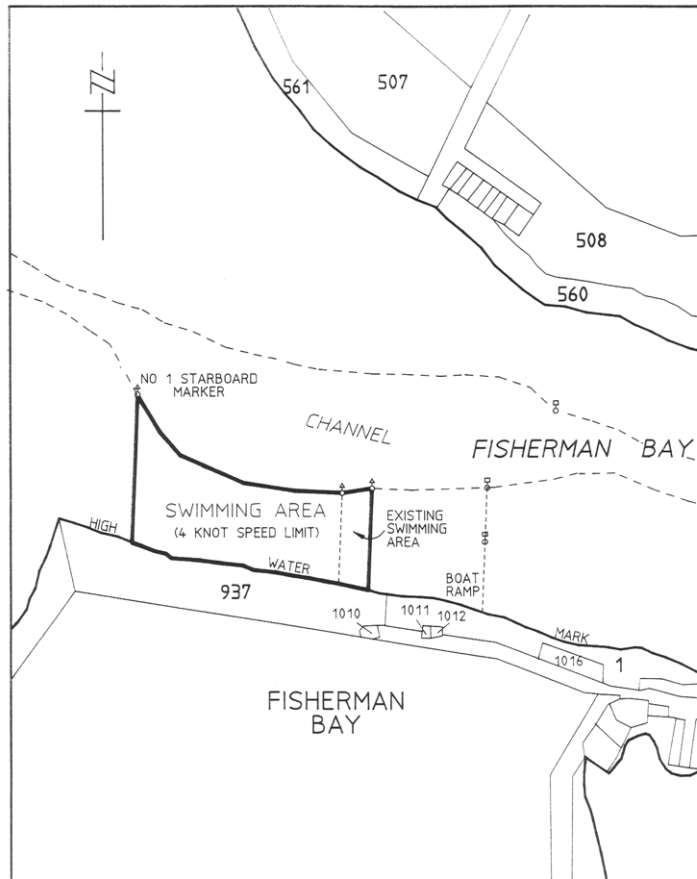 N
561
507
508
560
NO 1 STARBOARD
MARKER
CHANNEL
FISHERMAN BAY
SWIMMING AREA
(4 KNOT SPEED LIMIT)
EXISTING
SWIMMING
AREA
HIGH
WATER
BOAT
RAMP
937
1010
1011
1012
MARK
1016
1
FISHERMAN
BAY